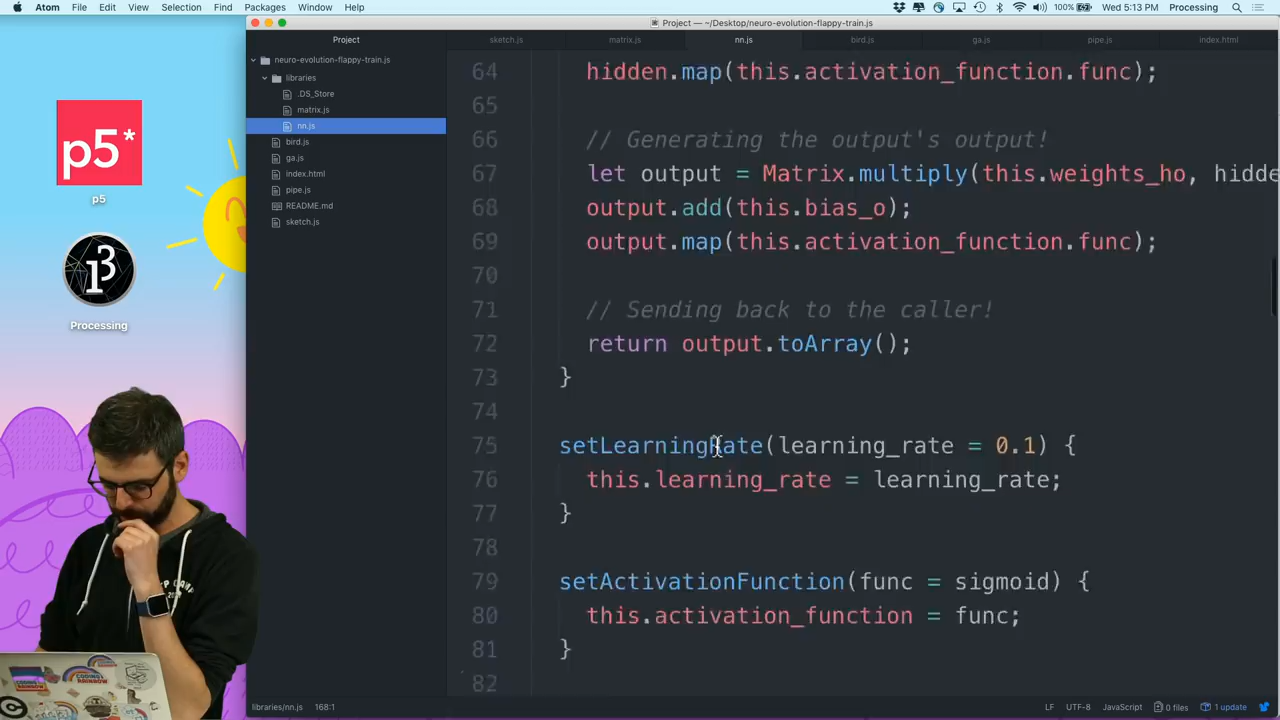 Atom File Edit View Selection Find Packages Window Help 100% Wed 5:13 PM Processing
Project — ~/Desktop/neuro-evolution-flappy-train.js
Project sketch.js matrix.js nn.js bird.js ga.js pipe.js index.html
neuro-evolution-flappy-train.js
libraries
.DS_Store
matrix.js
nn.js
bird.js
ga.js
index.html
pipe.js
README.md
sketch.js
p5*
p5
Processing
64 hidden.map(this.activation_function.func);
65
66 // Generating the output's output!
67 let output = Matrix.multiply(this.weights_ho, hidde
68 output.add(this.bias_o);
69 output.map(this.activation_function.func);
70
71 // Sending back to the caller!
72 return output.toArray();
73 }
74
75 setLearningRate(learning_rate = 0.1) {
76 this.learning_rate = learning_rate;
77 }
78
79 setActivationFunction(func = sigmoid) {
80 this.activation_function = func;
81 }
82
libraries/nn.js 168:1 LF UTF-8 JavaScript 0 files 1 update